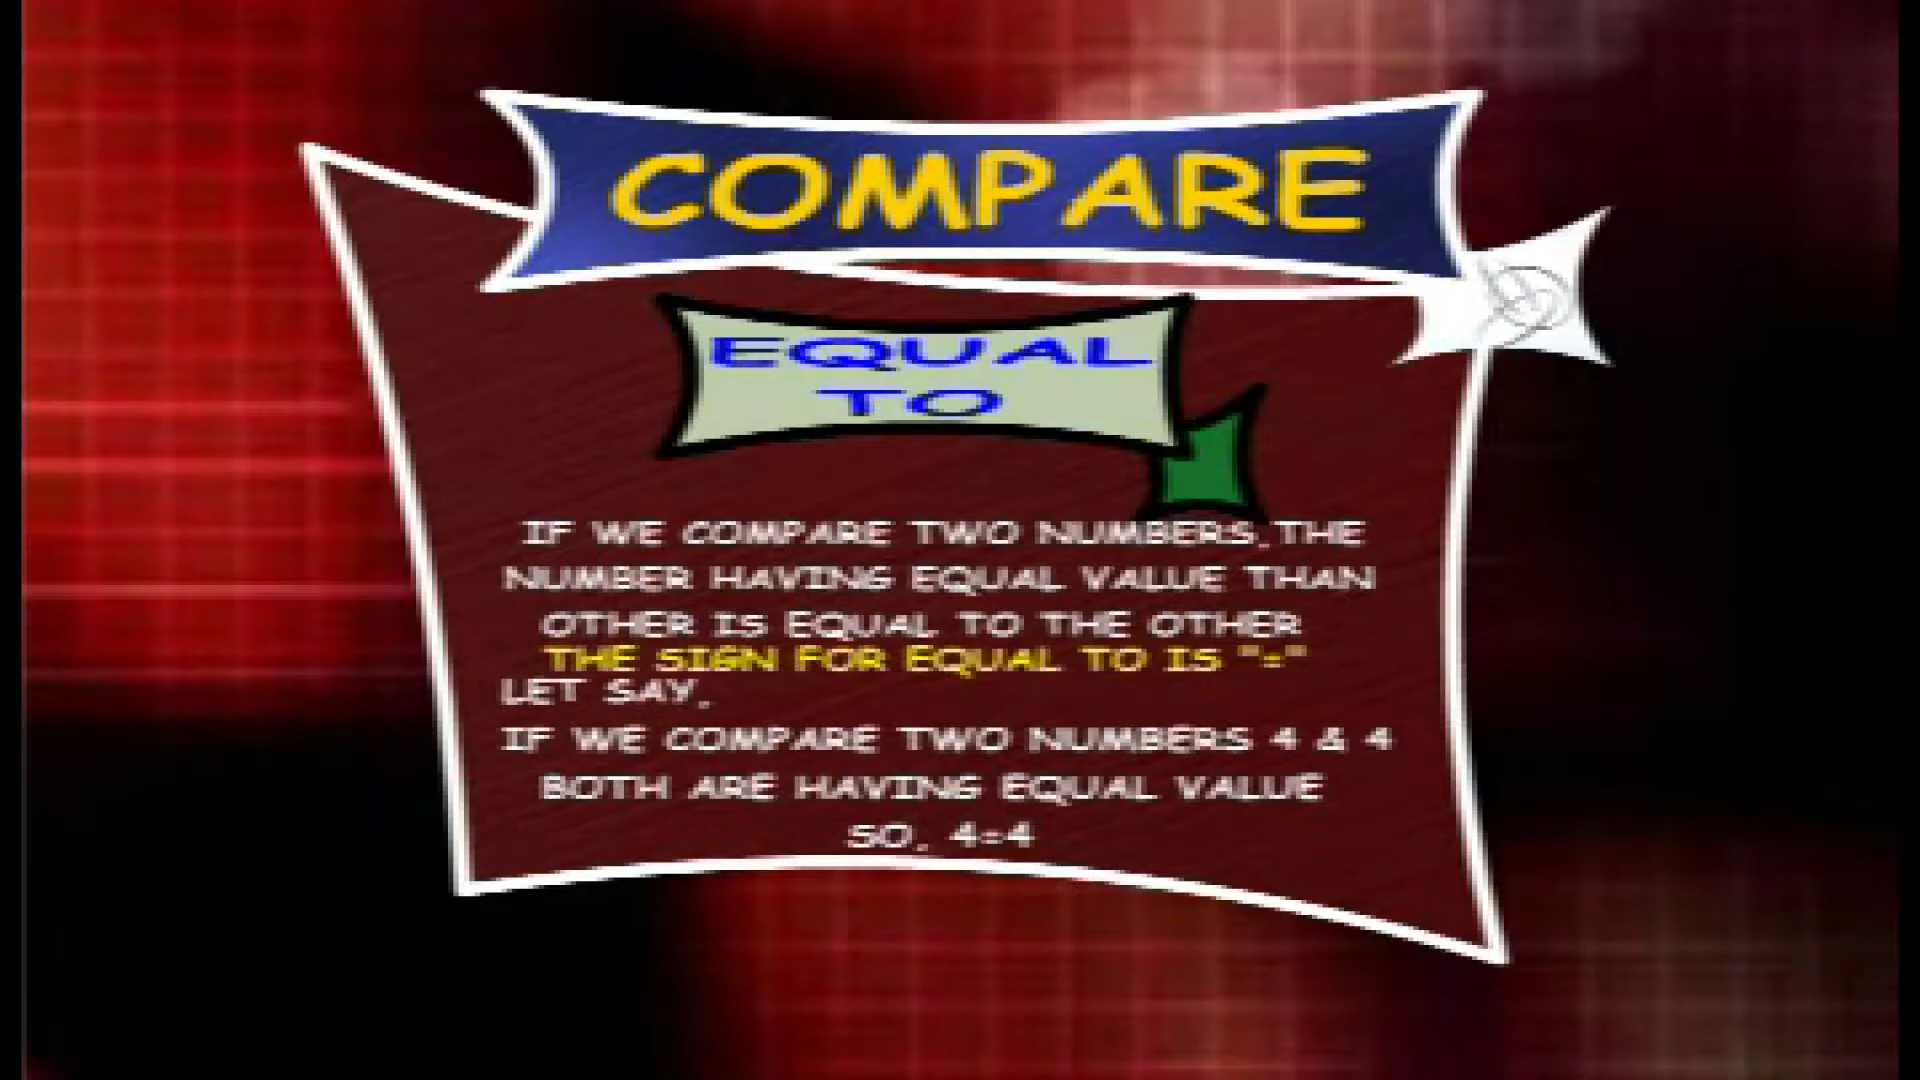 COMPARE
EQUAL
TO
IF WE COMPARE TWO NUMBERS,THE
NUMBER HAVING EQUAL VALUE THAN
OTHER IS EQUAL TO THE OTHER
THE SIGN FOR EQUAL TO IS "="
LET SAY,
IF WE COMPARE TWO NUMBERS 4 & 4
BOTH ARE HAVING EQUAL VALUE
SO, 4=4